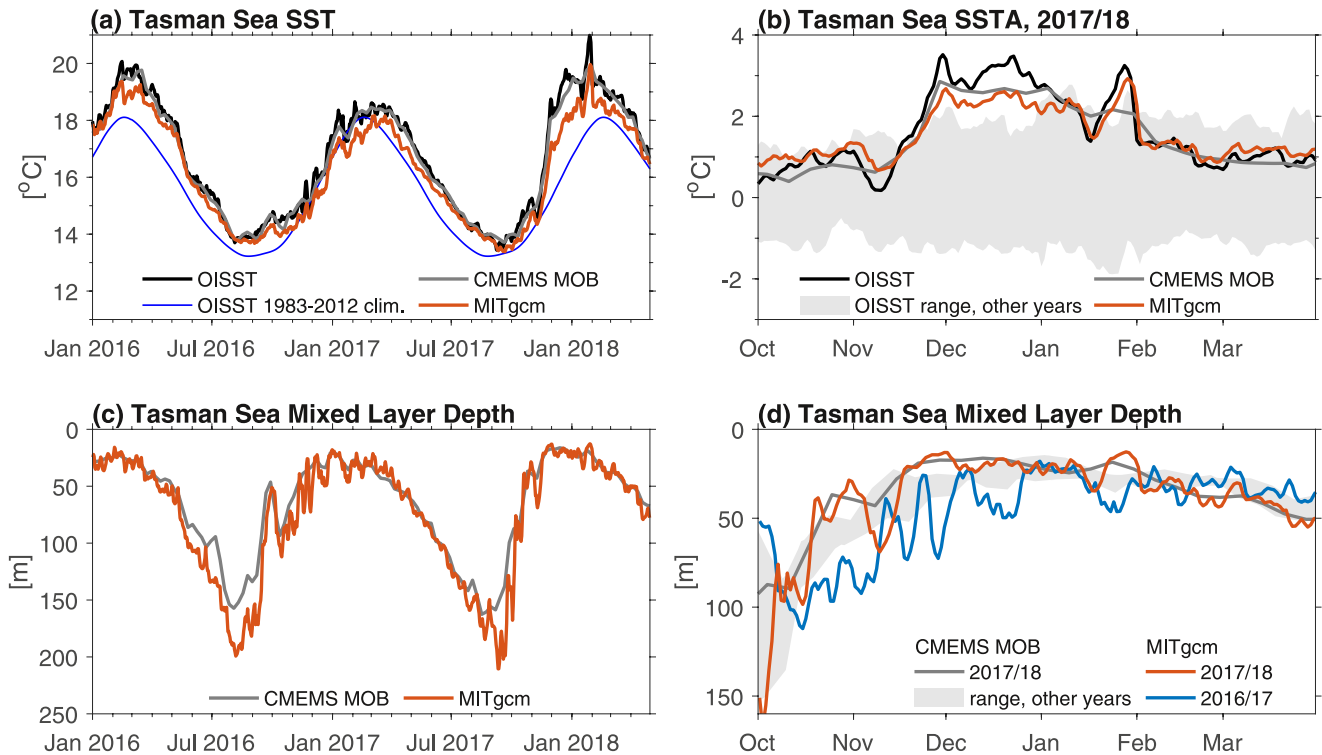 (a) Tasman Sea SST
20
18
16
14
12
[°C]
OISST
CMEMS MOB
OISST 1983-2012 clim.
MITgcm
Jan 2016
Jul 2016
Jan 2017
Jul 2017
Jan 2018
(b) Tasman Sea SSTA, 2017/18
4
2
0
-2
[°C]
OISST
CMEMS MOB
OISST range, other years
MITgcm
Oct
Nov
Dec
Jan
Feb
Mar
(c) Tasman Sea Mixed Layer Depth
0
50
100
150
200
250
[m]
CMEMS MOB
MITgcm
Jan 2016
Jul 2016
Jan 2017
Jul 2017
Jan 2018
(d) Tasman Sea Mixed Layer Depth
0
50
100
150
[m]
CMEMS MOB
MITgcm
2017/18
2017/18
range, other years
2016/17
Oct
Nov
Dec
Jan
Feb
Mar